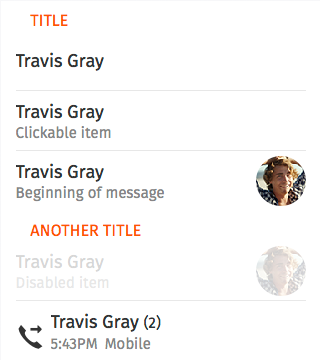 TITLE
Travis Gray
Travis Gray
Clickable item
Travis Gray
Beginning of message
ANOTHER TITLE
Travis Gray
Disabled item
Travis Gray (2)
5:43PM Mobile